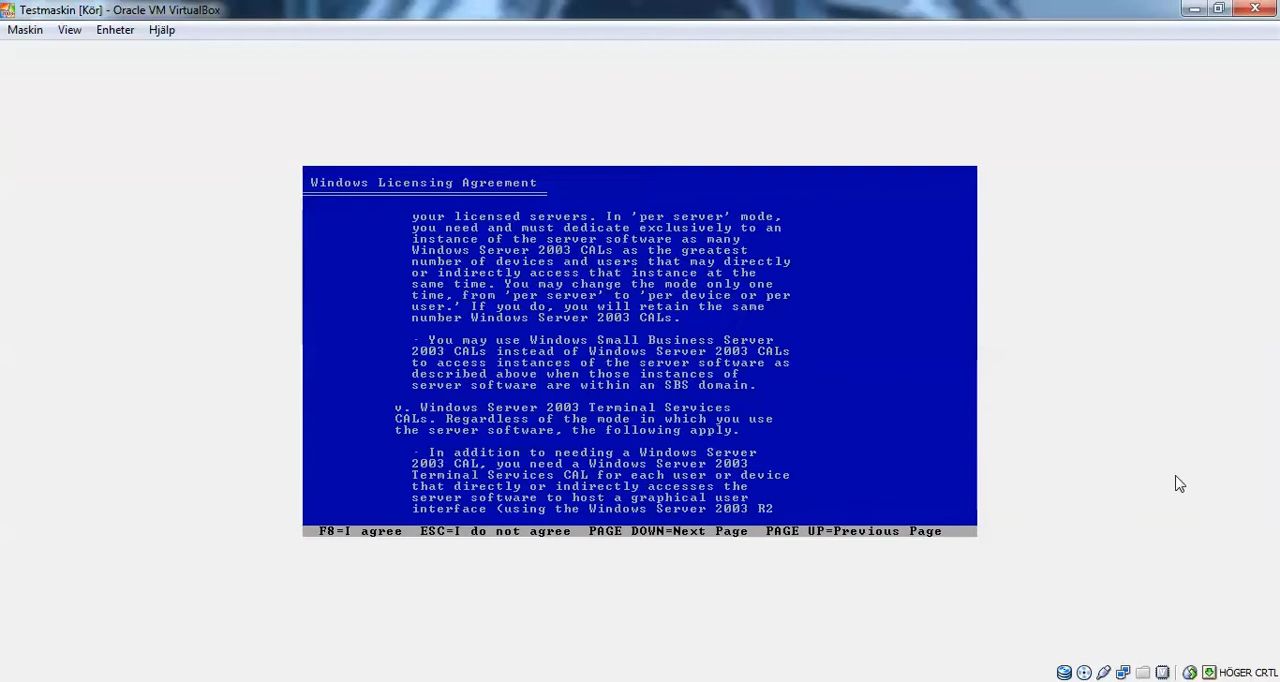 Testmaskin [Kör] - Oracle VM VirtualBox
Maskin View Enheter Hjälp
Windows Licensing Agreement
your licensed servers. In 'per server' mode,
you need and must dedicate exclusively to an
instance of the server software as many
Windows Server 2003 CALs as the greatest
number of devices and users that may directly
or indirectly access that instance at the
same time. You may change the mode only one
time, from 'per server' to 'per device or per
user.' If you do, you will retain the same
number Windows Server 2003 CALs.
- You may use Windows Small Business Server
2003 CALs instead of Windows Server 2003 CALs
to access instances of the server software as
described above when those instances of
server software are within an SBS domain.
v. Windows Server 2003 Terminal Services
CALs. Regardless of the mode in which you use
the server software, the following apply.
- In addition to needing a Windows Server
2003 CAL, you need a Windows Server 2003
Terminal Services CAL for each user or device
that directly or indirectly accesses the
server software to host a graphical user
interface (using the Windows Server 2003 R2
F8=I agree ESC=I do not agree PAGE DOWN=Next Page PAGE UP=Previous Page
HÖGER CRTL